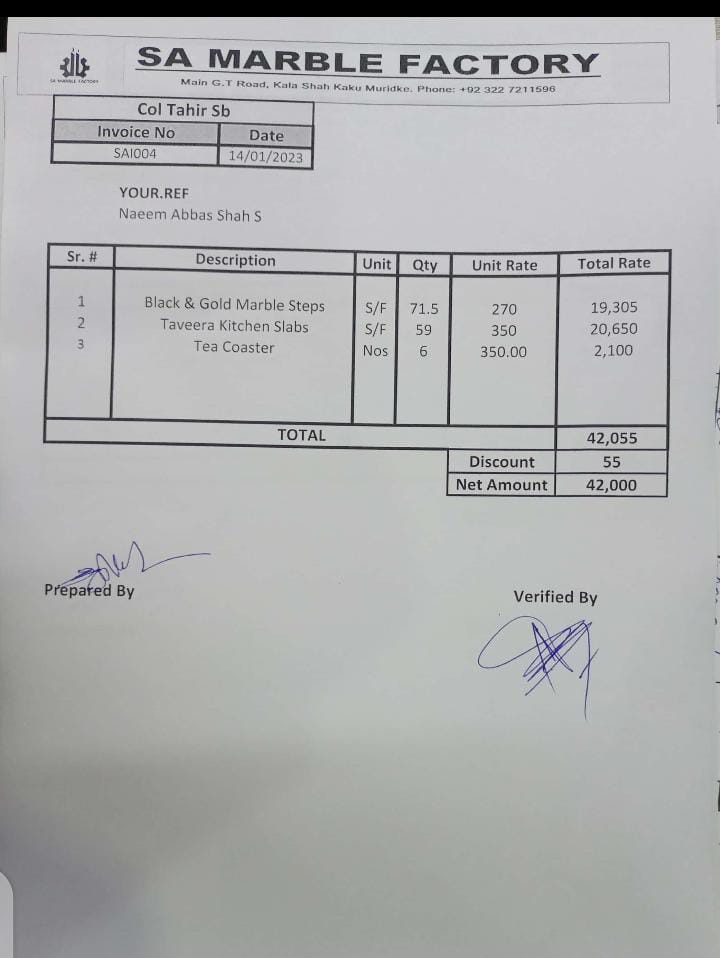 SA MARBLE FACTORY
SA MARBLE FACTORY
Main G.T Road, Kala Shah Kaku Muridke. Phone: +92 322 7211596
Col Tahir Sb
Invoice No Date
SAI004 14/01/2023
YOUR.REF
Naeem Abbas Shah S
Sr. # Description Unit Qty Unit Rate Total Rate
1 Black & Gold Marble Steps S/F 71.5 270 19,305
2 Taveera Kitchen Slabs S/F 59 350 20,650
3 Tea Coaster Nos 6 350.00 2,100
TOTAL 42,055
Discount 55
Net Amount 42,000
Prepared By
Verified By